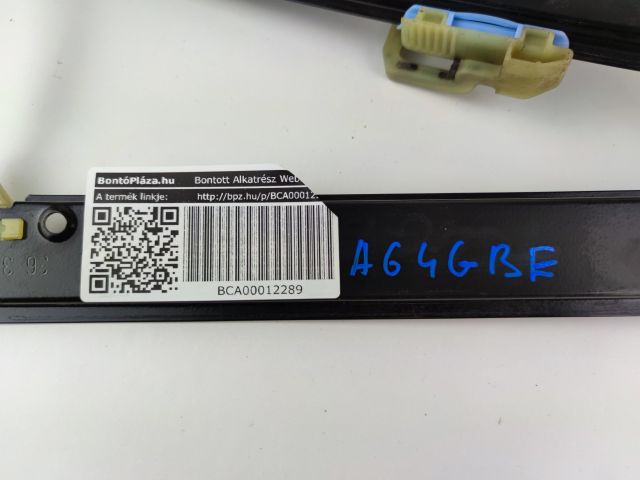 BontóPláza.hu Bontott Alkatrész Web
A termék linkje: http://bpz.hu/p/BCA00012
BCA00012289
A64GBE